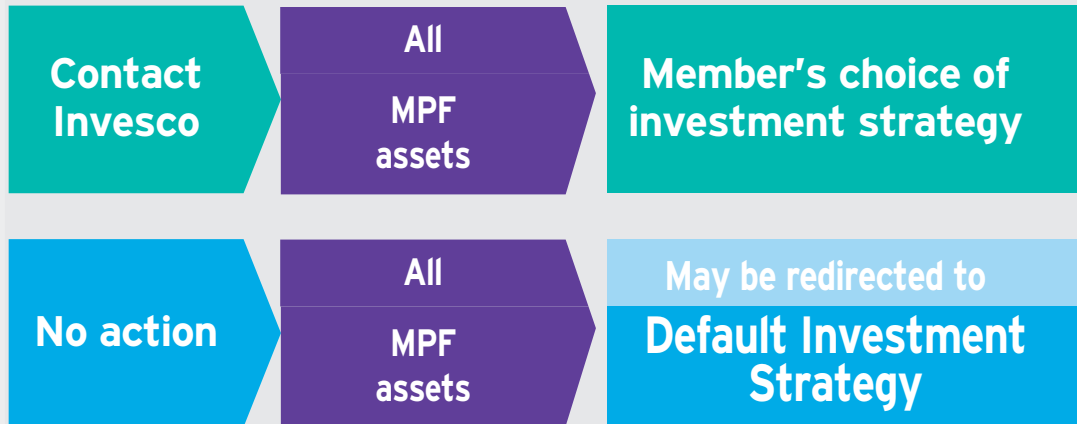 Contact
Invesco
All
MPF
assets
Member’s choice of
investment strategy
No action
All
MPF
assets
May be redirected to
Default Investment
Strategy